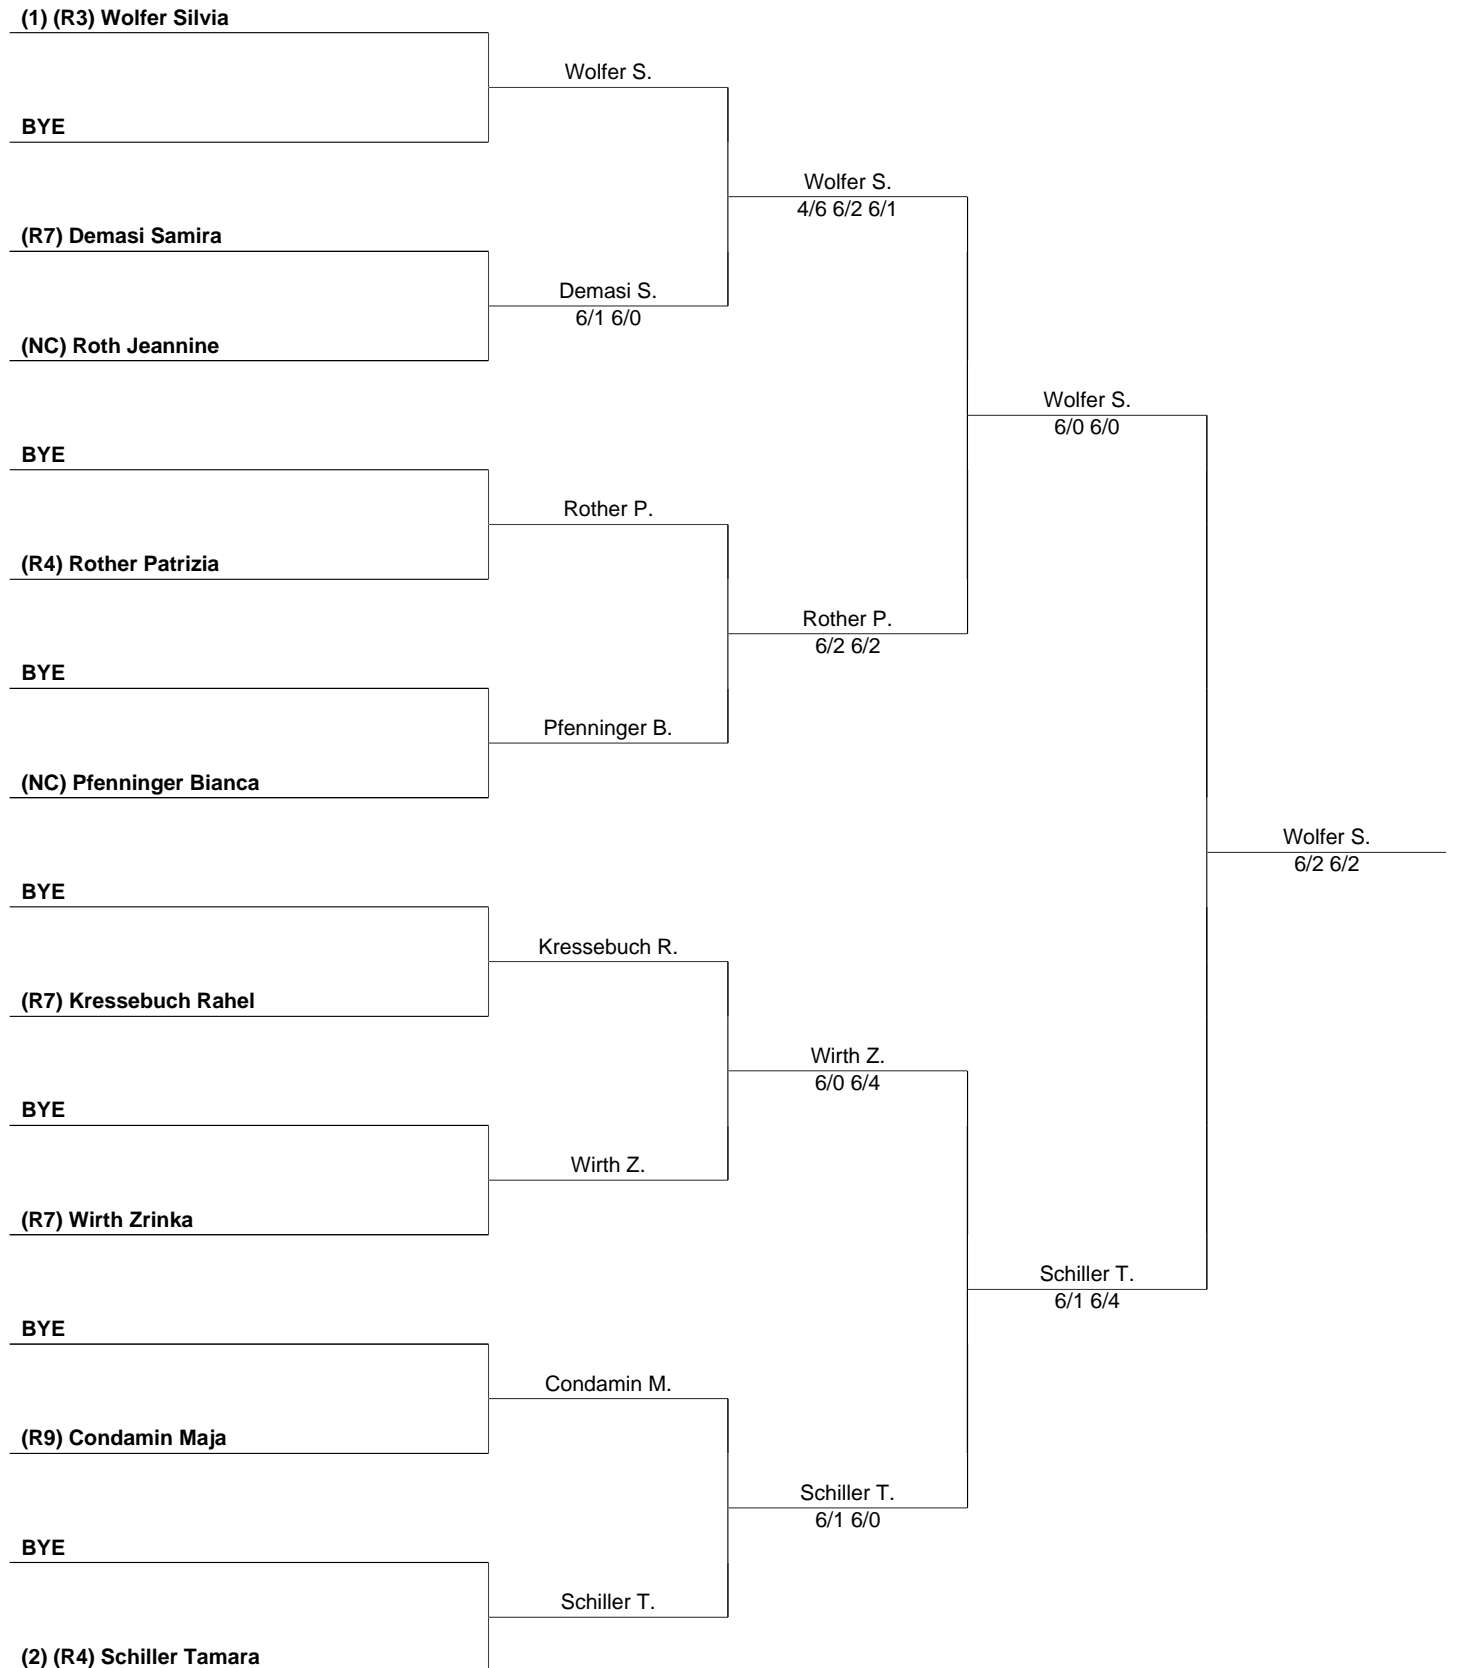 (1) (R3) Wolfer Silvia
Wolfer S.
BYE
Wolfer S.
4/6 6/2 6/1
(R7) Demasi Samira
Demasi S.
6/1 6/0
(NC) Roth Jeannine
Wolfer S.
6/0 6/0
BYE
Rother P.
(R4) Rother Patrizia
Rother P.
6/2 6/2
BYE
Pfenninger B.
(NC) Pfenninger Bianca
Wolfer S.
6/2 6/2
BYE
Kressebuch R.
(R7) Kressebuch Rahel
Wirth Z.
6/0 6/4
BYE
Wirth Z.
(R7) Wirth Zrinka
Schiller T.
6/1 6/4
BYE
Condamin M.
(R9) Condamin Maja
Schiller T.
6/1 6/0
BYE
Schiller T.
(2) (R4) Schiller Tamara